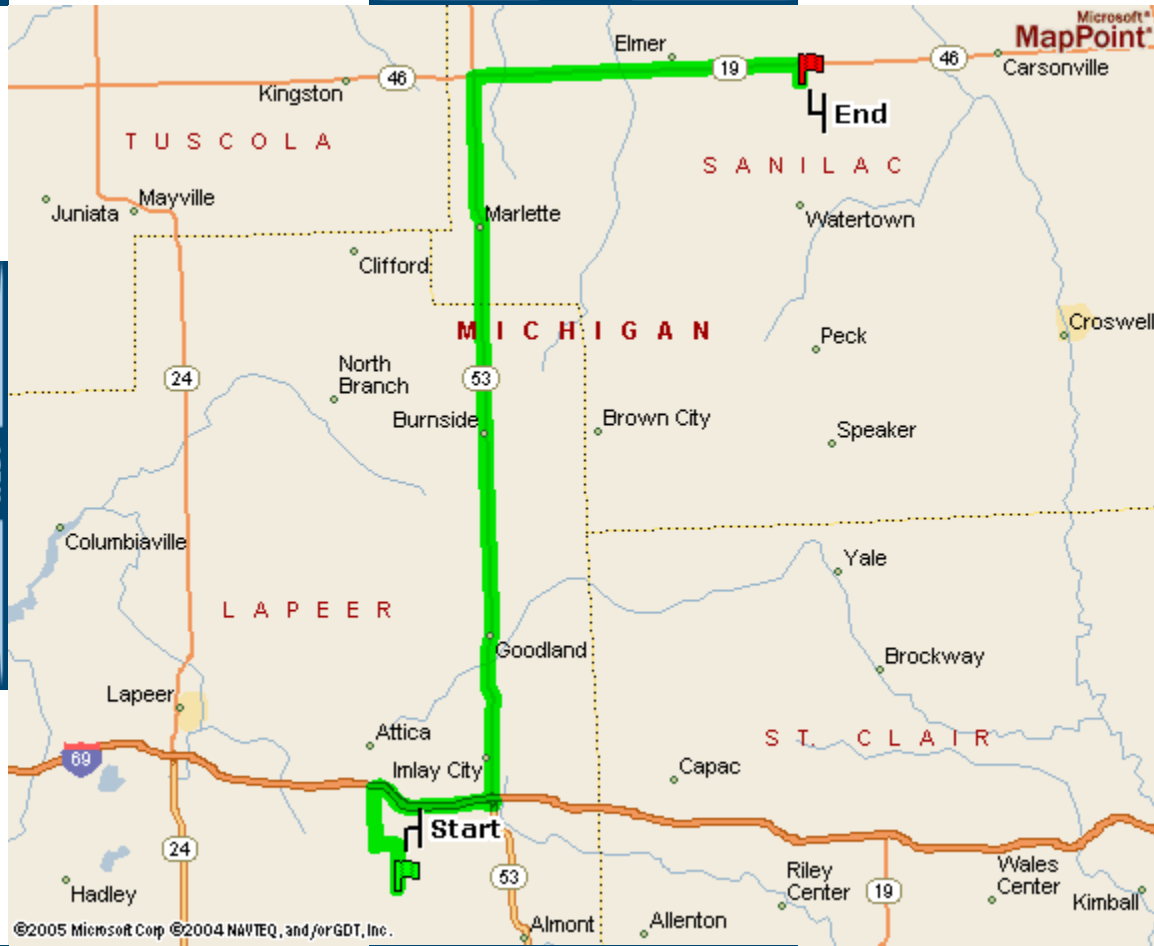 Microsoft®
MapPoint®
Elmer
19
46
Carsonville
46
Kingston
End
TUSCOLA
SANILAC
Mayville
Juniata
Marlette
Watertown
Clifford
MICHIGAN
Croswell
Peck
24
North
Branch
53
Burnside
Brown City
Speaker
Columbiaville
Yale
LAPEER
Goodland
Brockway
Lapeer
Attica
ST. CLAIR
69
Imlay City
Capac
Start
24
53
Riley
Center
19
Wales
Center
Hadley
Kimball
Almont
Allenton
©2005 Microsoft Corp ©2004 NAVTEQ, and/or GDT, Inc.